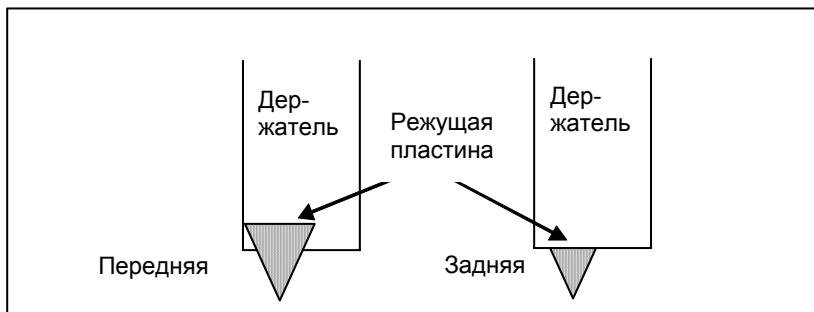 Дер-
жатель
Режущая
пластина
Дер-
жатель
Передняя
Задняя